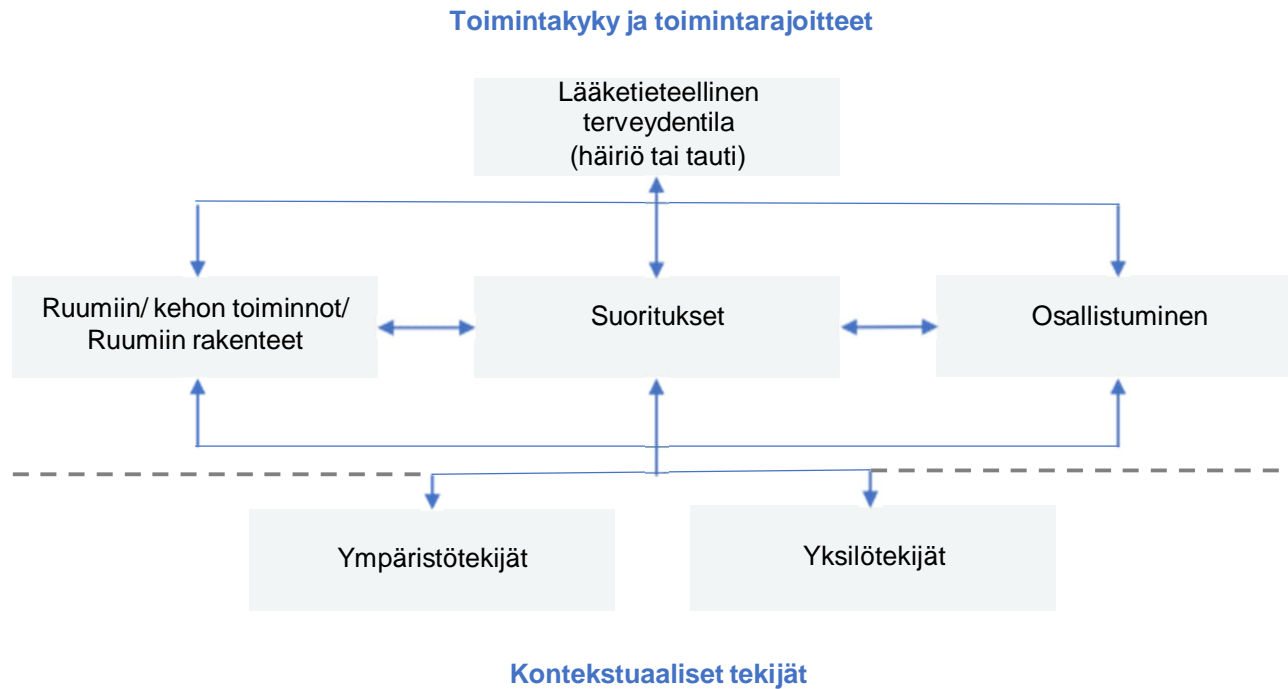 Toimintakyky ja toimintarajoitteet
Lääketieteellinen
terveydentila
(häiriö tai tauti)
Ruumiin/ kehon toiminnot/
Ruumiin rakenteet
Suoritukset
Osallistuminen
Ympäristötekijät
Yksilötekijät
Kontekstuaaliset tekijät